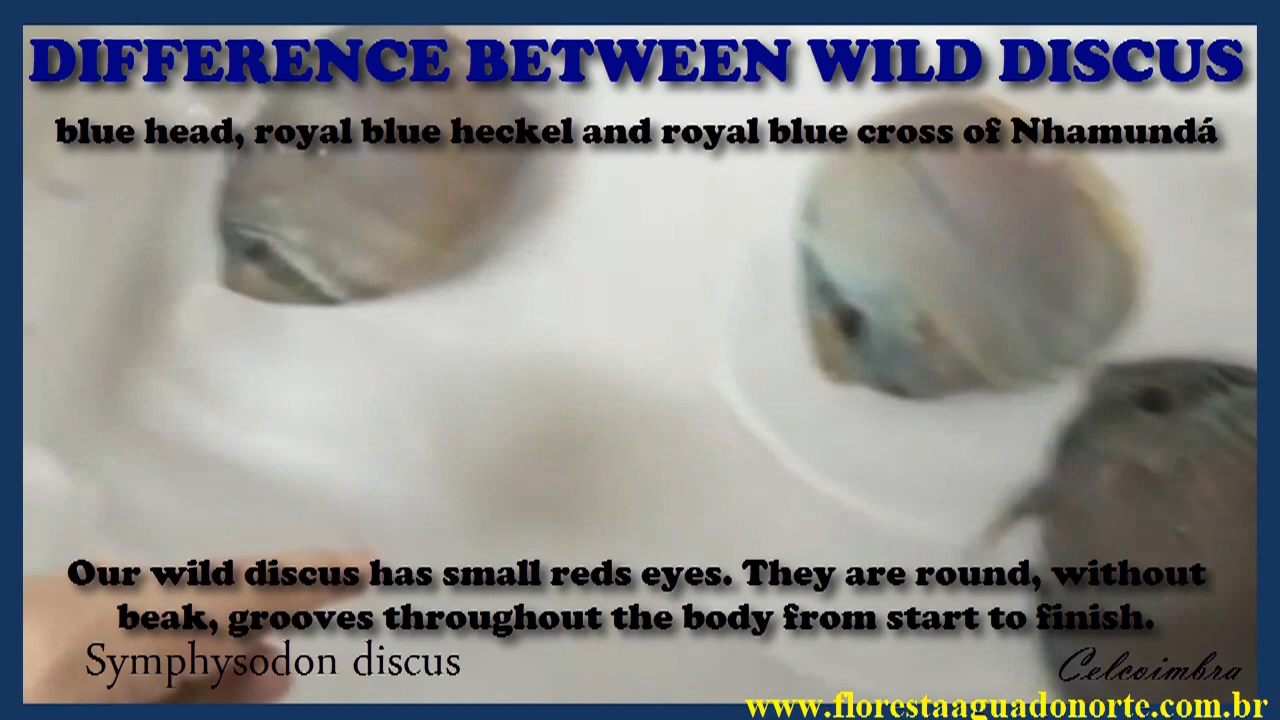 DIFFERENCE BETWEEN WILD DISCUS
blue head, royal blue heckel and royal blue cross of Nhamundá
Our wild discus has small reds eyes. They are round, without
beak, grooves throughout the body from start to finish.
Symphysodon discus
Celcoimbra
www.florestaaguadonorte.com.br